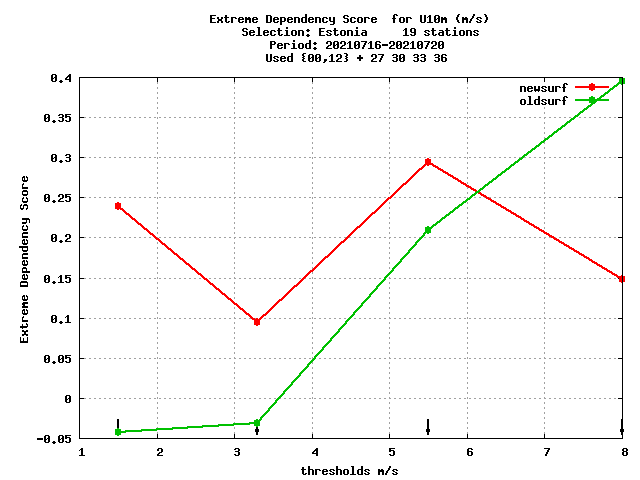 Extreme Dependency Score  for U10m (m/s)
Selection: Estonia     19 stations
Period: 20210716-20210720
Used {00,12} + 27 30 33 36
newsurf
oldsurf
Extreme Dependency Score
0.4
0.35
0.3
0.25
0.2
0.15
0.1
0.05
0
-0.05
1 2 3 4 5 6 7 8
thresholds m/s